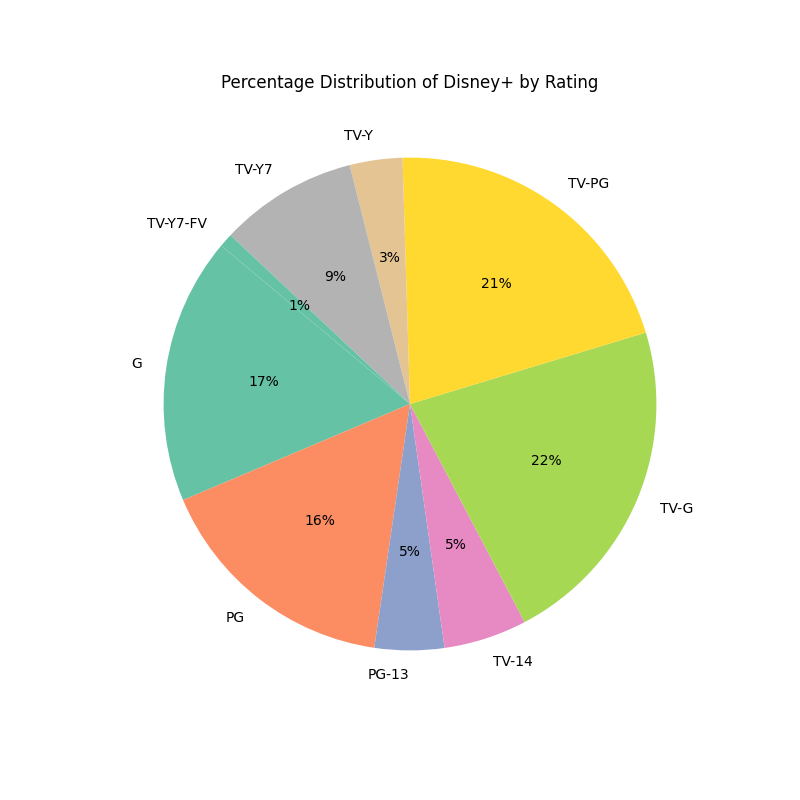 Percentage Distribution of Disney+ by Rating
TV-Y
TV-Y7
TV-PG
TV-Y7-FV
3%
9%
21%
1%
G
17%
22%
TV-G
16%
5%
5%
PG
TV-14
PG-13